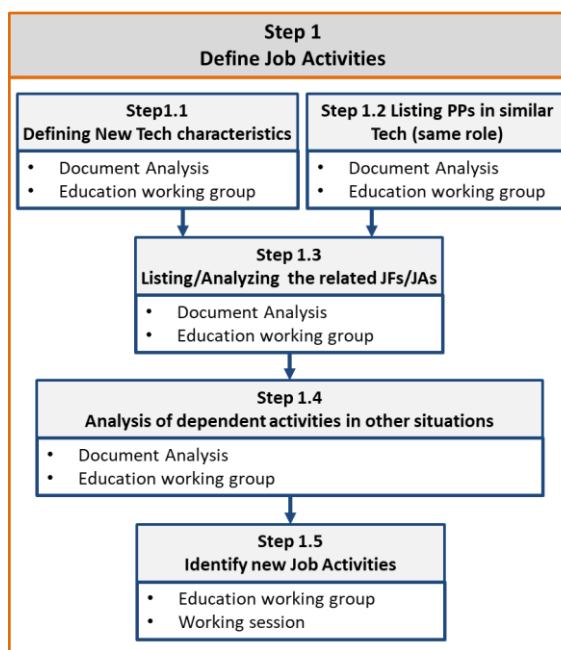 Step 1
Define Job Activities
Step1.1
Defining New Tech characteristics
• Document Analysis
• Education working group
Step 1.2 Listing PPs in similar
Tech (same role)
• Document Analysis
• Education working group
Step 1.3
Listing/Analyzing the related JFs/JAs
• Document Analysis
• Education working group
Step 1.4
Analysis of dependent activities in other situations
• Document Analysis
• Education working group
Step 1.5
Identify new Job Activities
• Education working group
• Working session